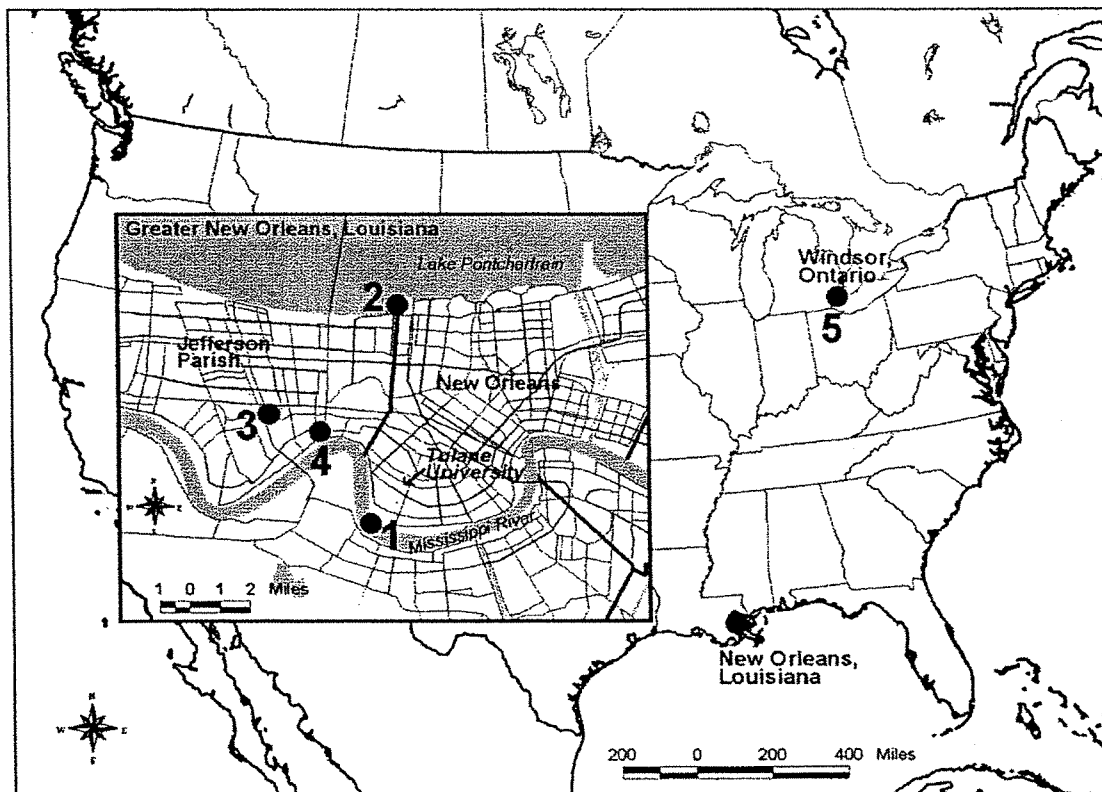 Greater New Orleans, Louisiana
Lake Pontchartrain
2
Windsor,
Ontario
5
Jefferson
Parish
New Orleans
3
4
Tulane
University
N
W E
S
1
Mississippi River
1 0 1 2 Miles
New Orleans,
Louisiana
N
W E
S
200 0 200 400 Miles